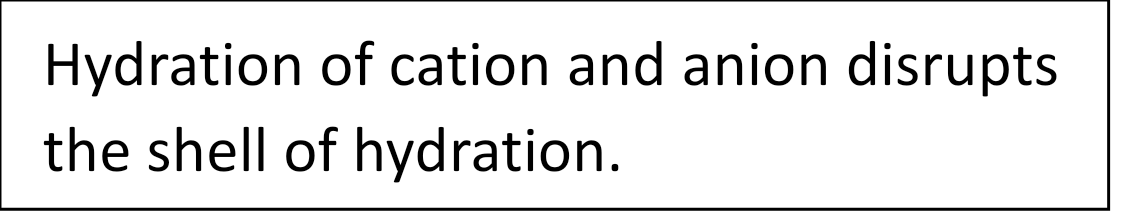 Hydration of cation and anion disrupts
the shell of hydration.